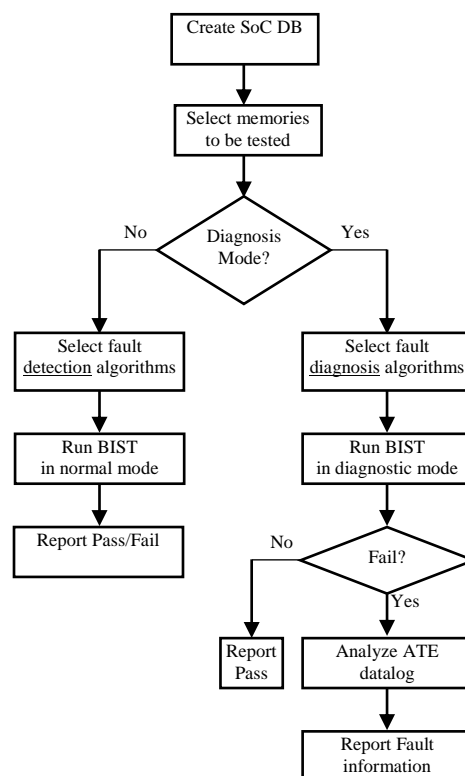 Create SoC DB
Select memories
to be tested
No
Yes
Diagnosis
Mode?
Select fault
detection algorithms
Select fault
diagnosis algorithms
Run BIST
in normal mode
Run BIST
in diagnostic mode
Report Pass/Fail
No
Fail?
Yes
Report
Pass
Analyze ATE
datalog
Report Fault
information